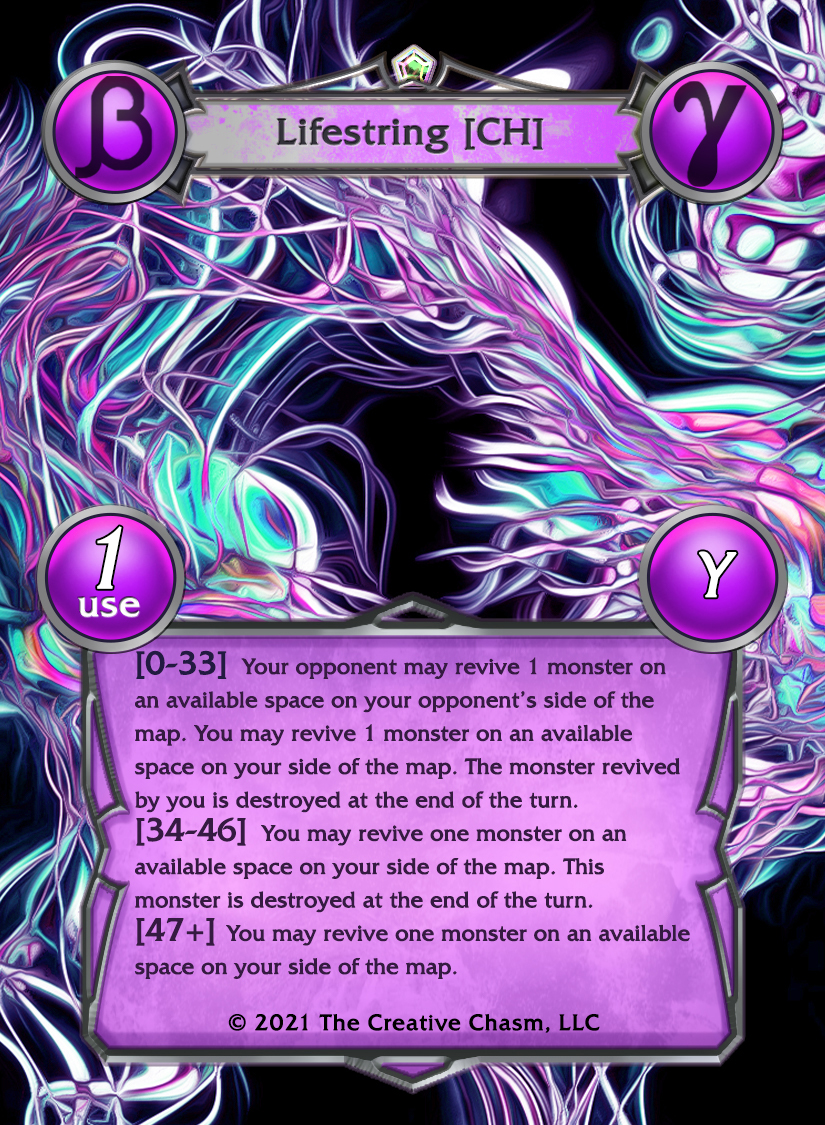 β
Lifestring [CH]
γ
1
use
Y
[0-33] Your opponent may revive 1 monster on
an available space on your opponent's side of the
map. You may revive 1 monster on an available
space on your side of the map. The monster revived
by you is destroyed at the end of the turn.
[34-46] You may revive one monster on an
available space on your side of the map. This
monster is destroyed at the end of the turn.
[47+] You may revive one monster on an available
space on your side of the map.
© 2021 The Creative Chasm, LLC